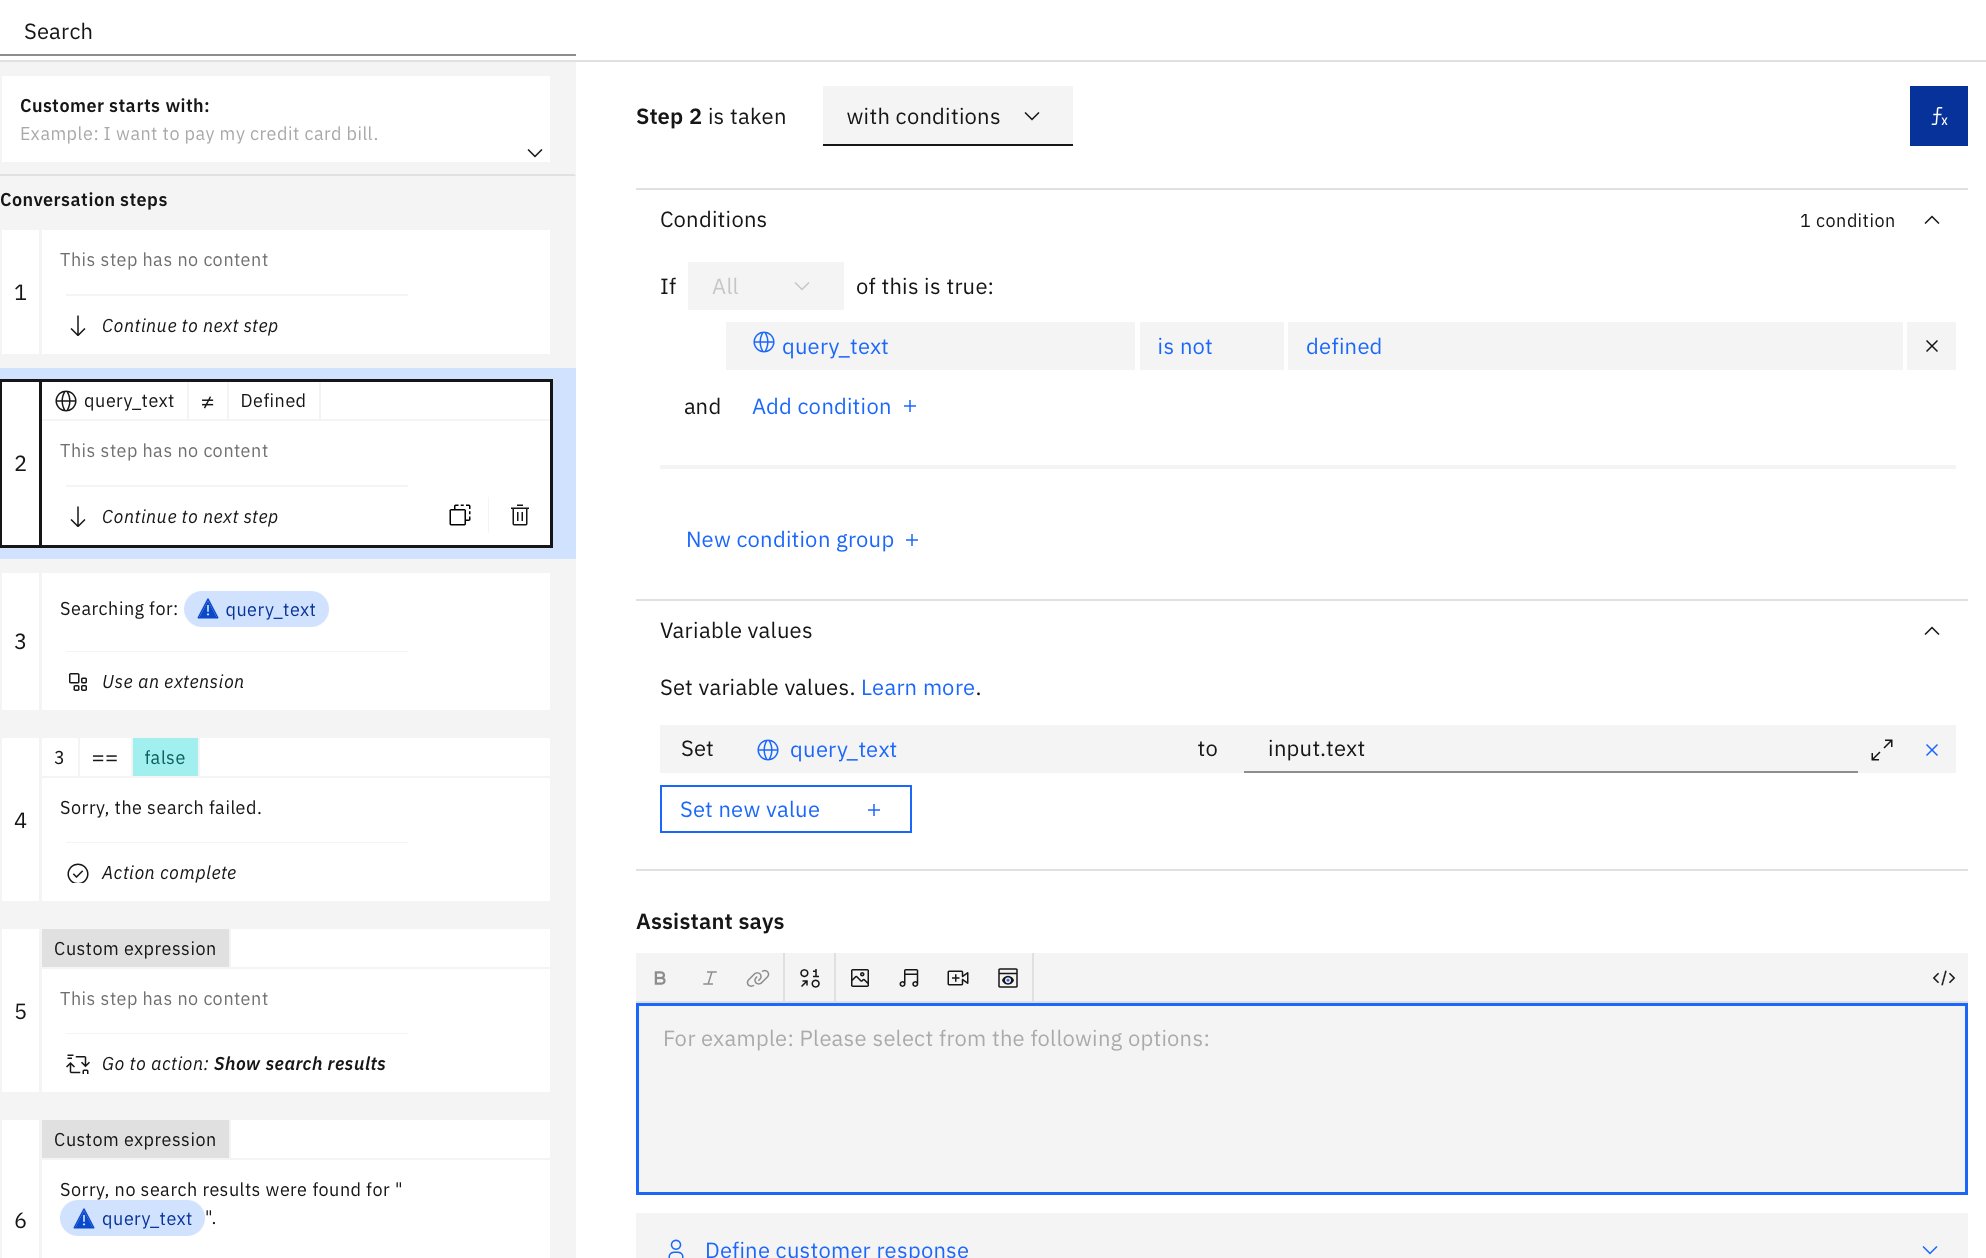 Search
Customer starts with:
Example: I want to pay my credit card bill.
Conversation steps
1
This step has no content
Continue to next step
2
query_text ≠ Defined
This step has no content
Continue to next step
3
Searching for: query_text
Use an extension
4
3 == false
Sorry, the search failed.
Action complete
5
Custom expression
This step has no content
Go to action: Show search results
6
Custom expression
Sorry, no search results were found for "
query_text ".
Step 2 is taken with conditions
fx
Conditions
1 condition
If All of this is true:
query_text is not defined
and Add condition +
New condition group +
Variable values
Set variable values. Learn more.
Set query_text to input.text
Set new value +
Assistant says
B I
</>
For example: Please select from the following options:
Define customer response